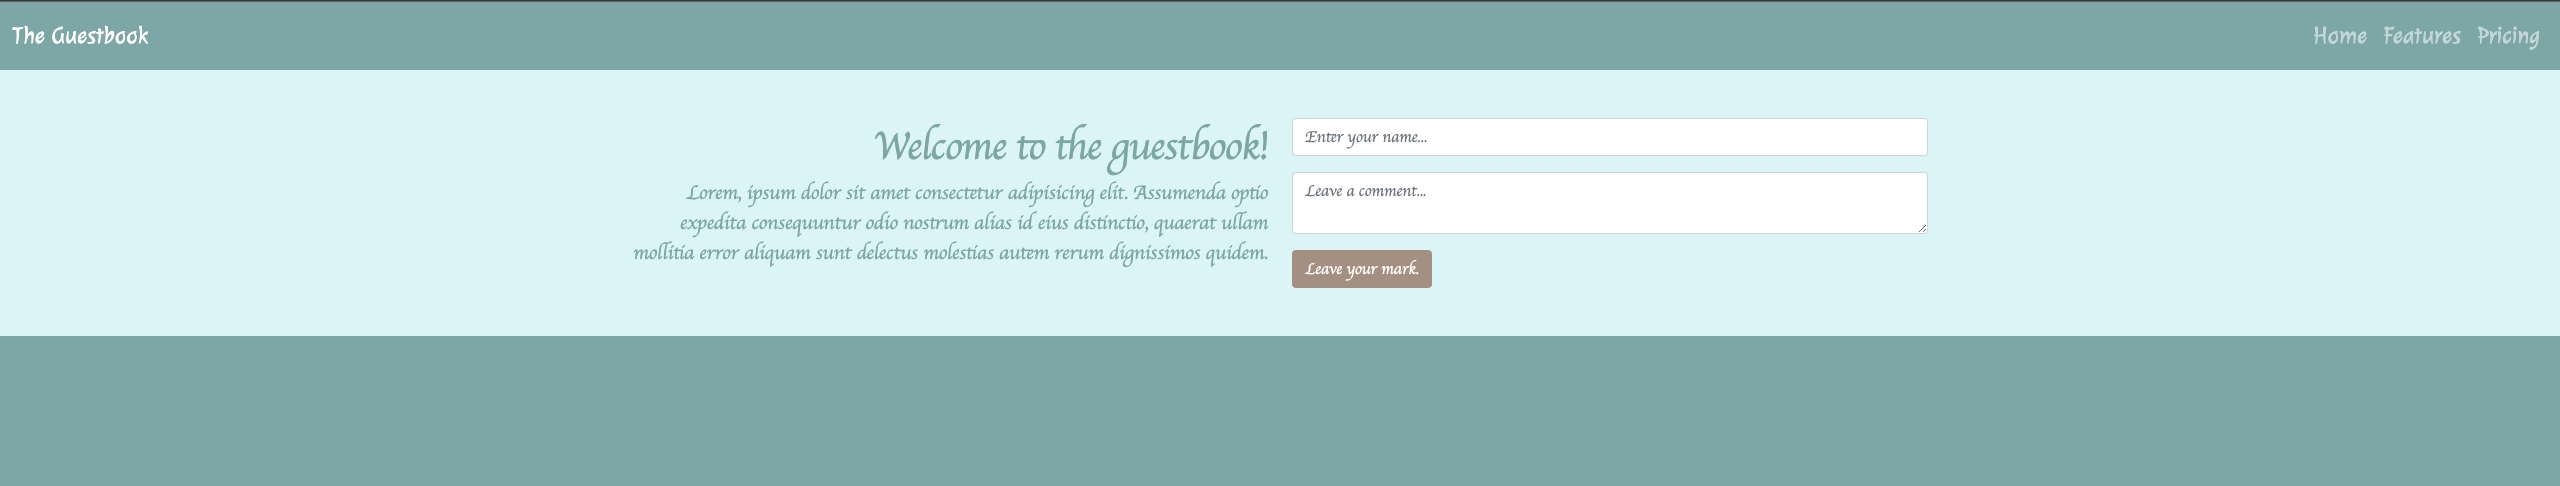 The Guestbook
Home Features Pricing
Welcome to the guestbook!
Lorem, ipsum dolor sit amet consectetur adipisicing elit. Assumenda optio
expedita consequuntur odio nostrum alias id eius distinctio, quaerat ullam
mollitia error aliquam sunt delectus molestias autem rerum dignissimos quidem.
Enter your name...
Leave a comment...
Leave your mark.